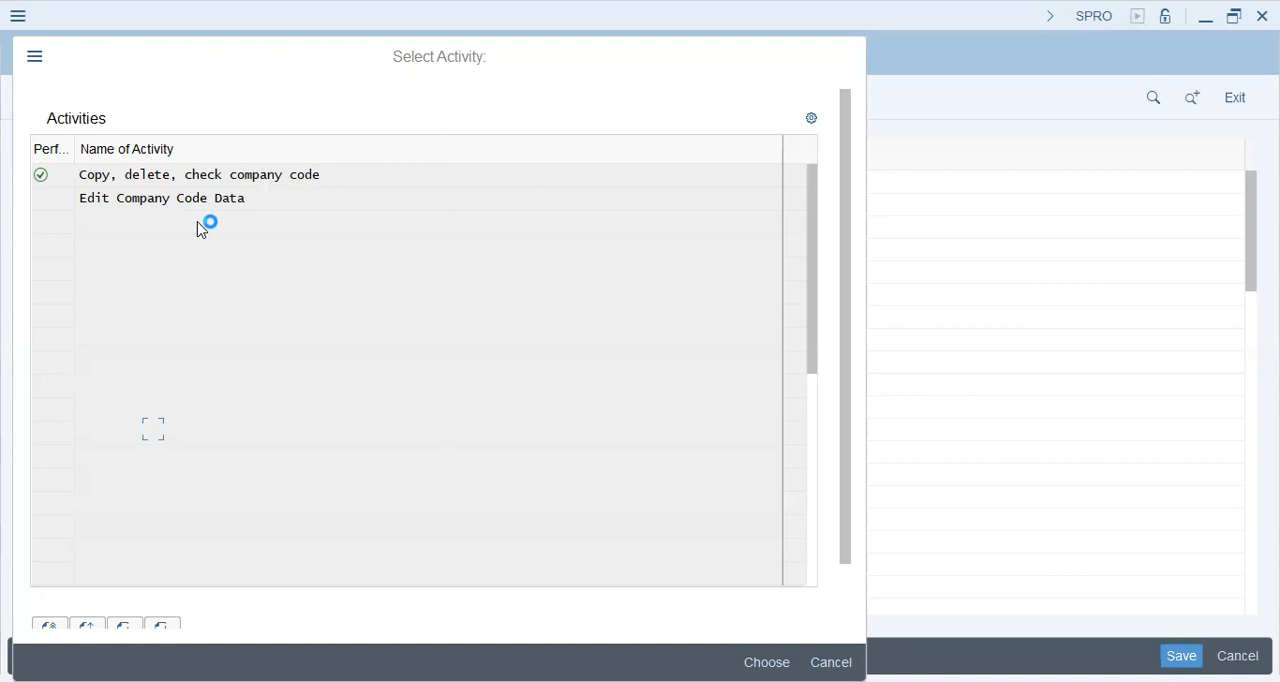 SPRO
Select Activity:
Exit
Activities
Perf... Name of Activity
Copy, delete, check company code
Edit Company Code Data
Choose Cancel
Save Cancel